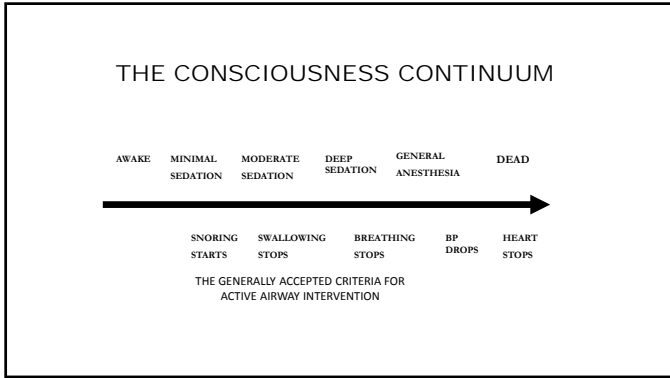 THE CONSCIOUSNESS CONTINUUM
AWAKE
MINIMAL
SEDATION
MODERATE
SEDATION
DEEP
SEDATION
GENERAL
ANESTHESIA
DEAD
SNORING
STARTS
SWALLOWING
STOPS
BREATHING
STOPS
BP
DROPS
HEART
STOPS
THE GENERALLY ACCEPTED CRITERIA FOR
ACTIVE AIRWAY INTERVENTION